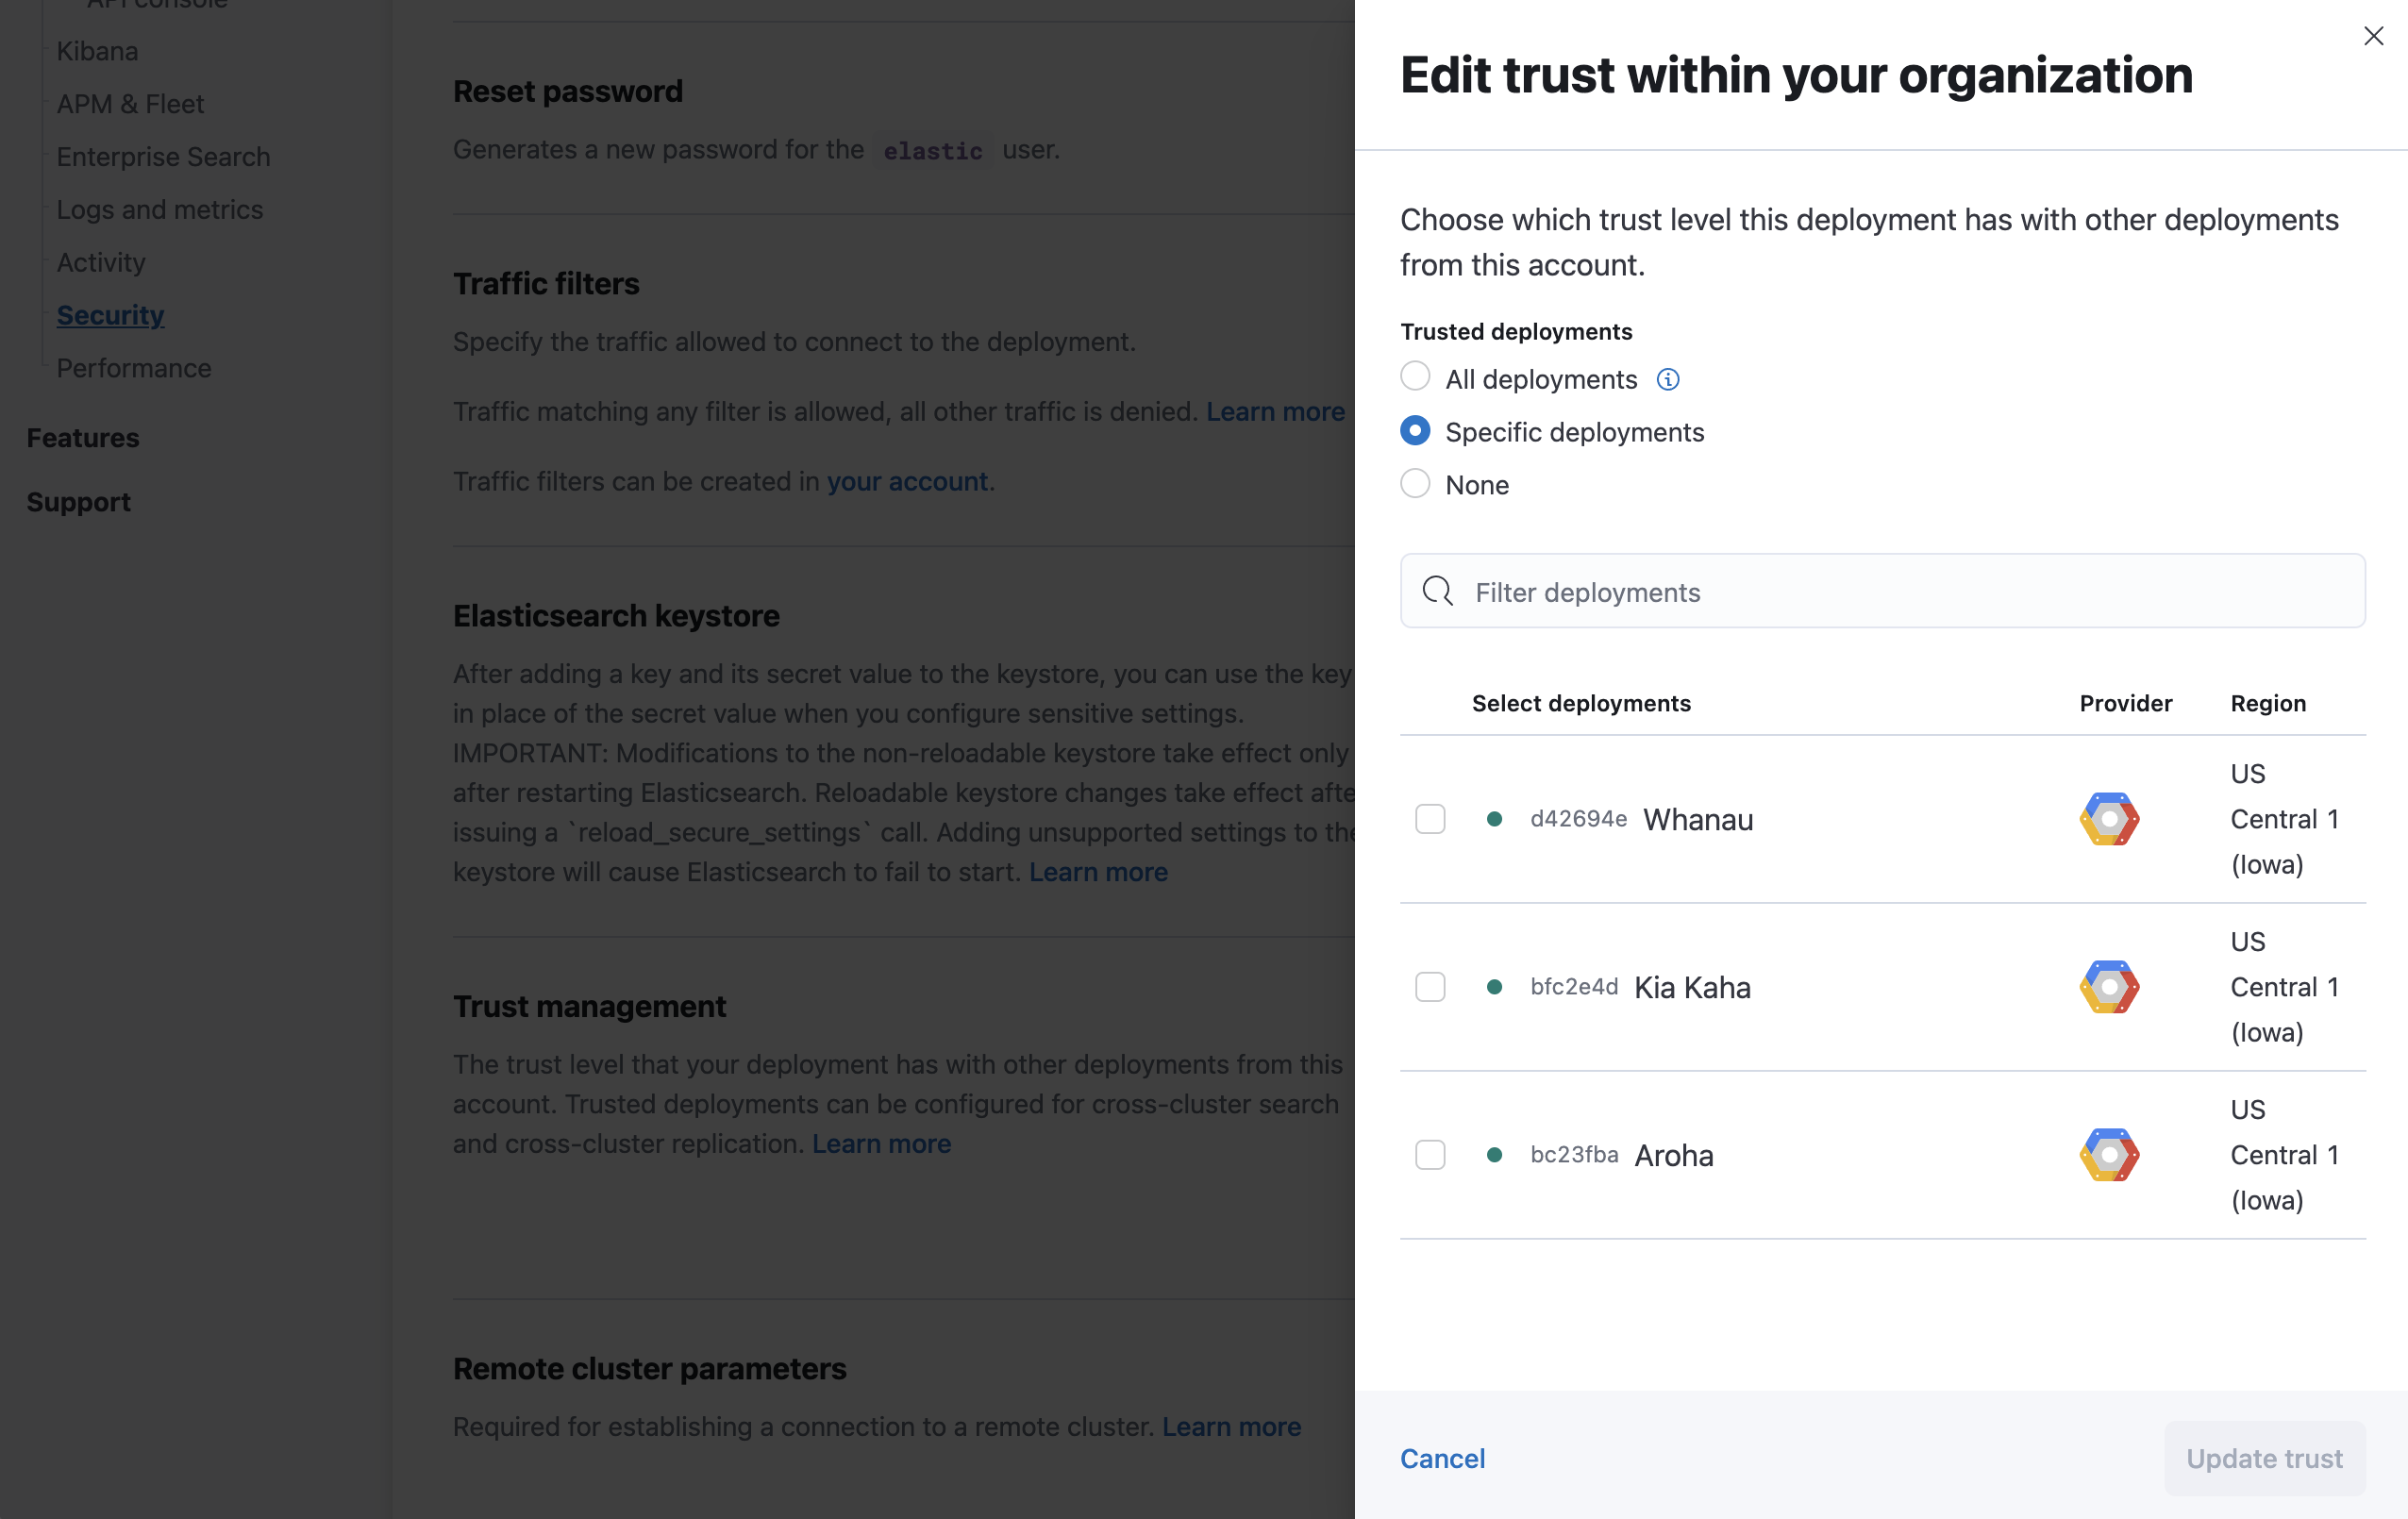 API console
Kibana
APM & Fleet
Enterprise Search
Logs and metrics
Activity
Security
Performance
Features
Support
Reset password
Generates a new password for the elastic user.
Traffic filters
Specify the traffic allowed to connect to the deployment.
Traffic matching any filter is allowed, all other traffic is denied. Learn more
Traffic filters can be created in your account.
Elasticsearch keystore
After adding a key and its secret value to the keystore, you can use the key
in place of the secret value when you configure sensitive settings.
IMPORTANT: Modifications to the non-reloadable keystore take effect only
after restarting Elasticsearch. Reloadable keystore changes take effect afte
issuing a `reload_secure_settings` call. Adding unsupported settings to the
keystore will cause Elasticsearch to fail to start. Learn more
Trust management
The trust level that your deployment has with other deployments from this
account. Trusted deployments can be configured for cross-cluster search
and cross-cluster replication. Learn more
Remote cluster parameters
Required for establishing a connection to a remote cluster. Learn more
Edit trust within your organization
Choose which trust level this deployment has with other deployments
from this account.
Trusted deployments
All deployments
Specific deployments
None
Filter deployments
Select deployments Provider Region
d42694e Whanau US
Central 1
(Iowa)
bfc2e4d Kia Kaha US
Central 1
(Iowa)
bc23fba Aroha US
Central 1
(Iowa)
Cancel Update trust